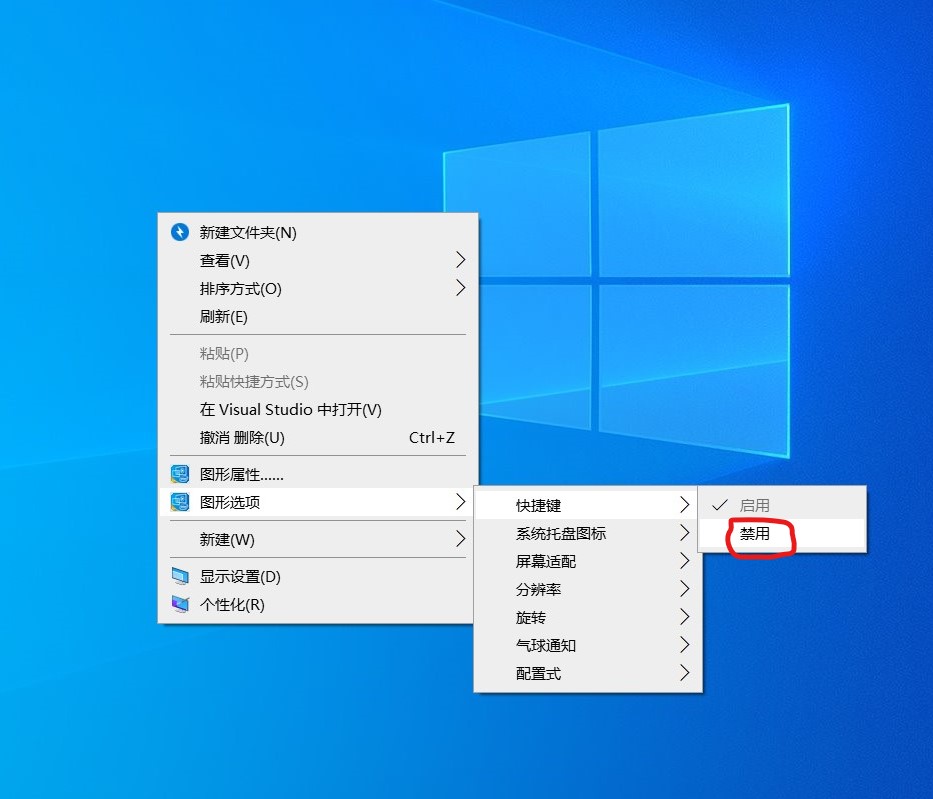 新建文件夹(N)
查看(V)
排序方式(O)
刷新(E)
粘贴(P)
粘贴快捷方式(S)
在 Visual Studio 中打开(V)
撤消 删除(U) Ctrl+Z
图形属性......
图形选项
新建(W)
显示设置(D)
个性化(R)
快捷键
系统托盘图标
屏幕适配
分辨率
旋转
气球通知
配置式
启用
禁用